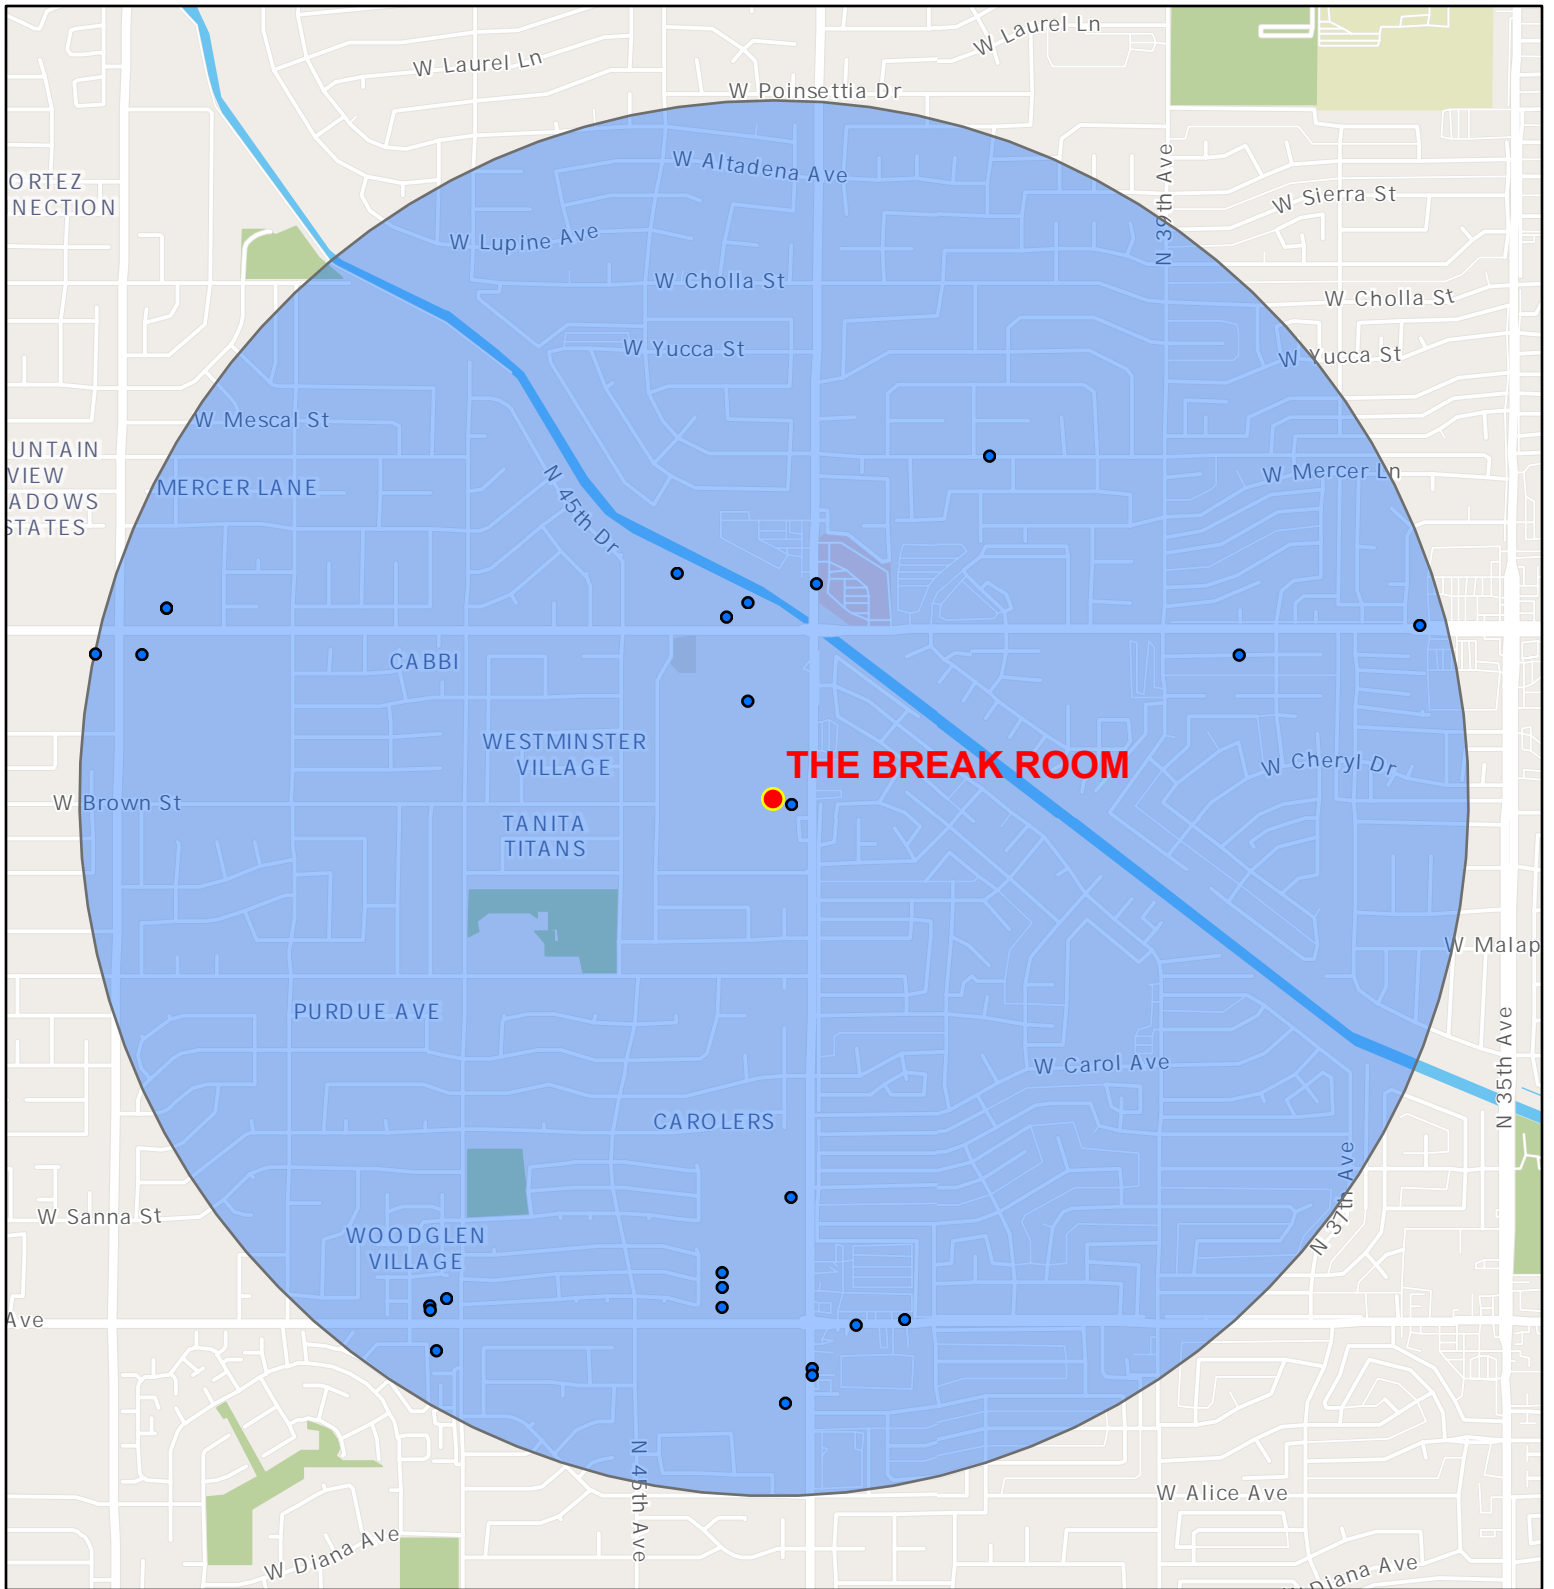 W Laurel Ln
W Laurel Ln
W Poinsettia Dr
W Altadena Ave
N 39th Ave
ORTEZ
NECTION
W Sierra St
W Lupine Ave
W Cholla St
W Cholla St
W Yucca St
W Yucca St
W Mescal St
UNTAIN
VIEW
ADOWS
STATES
MERCER LANE
N 45th Dr
W Mercer Ln
CABBI
WESTMINSTER
VILLAGE
THE BREAK ROOM
W Cheryl Dr
W Brown St
TANITA
TITANS
W Malap
PURDUE AVE
W Carol Ave
N 35th Ave
CAROLERS
N 37th Ave
W Sanna St
WOODGLEN
VILLAGE
Ave
N 45th Ave
W Alice Ave
W Diana Ave
W Diana Ave